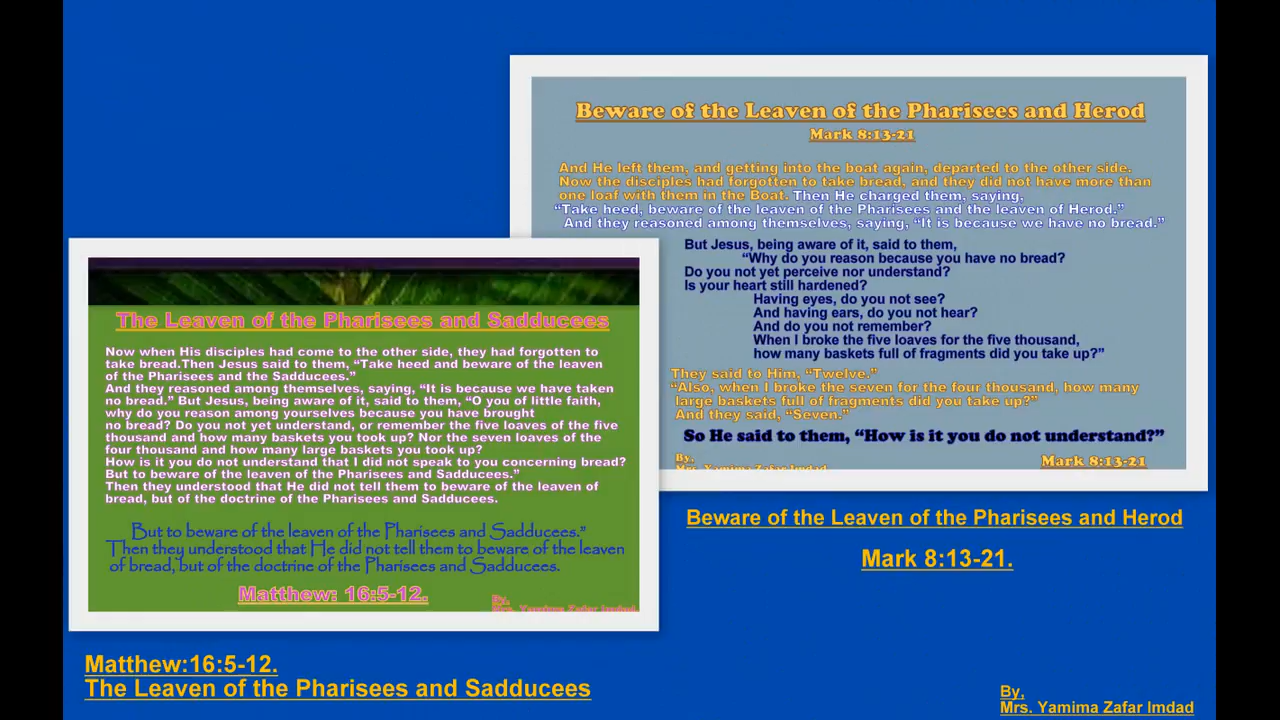 Beware of the Leaven of the Pharisees and Herod
Mark 8:13-21
And He left them, and getting into the boat again, departed to the other side.
Now the disciples had forgotten to take bread, and they did not have more than
one loaf with them in the Boat. Then He charged them, saying,
“Take heed, beware of the leaven of the Pharisees and the leaven of Herod.”
And they reasoned among themselves, saying, “It is because we have no bread.”
But Jesus, being aware of it, said to them,
“Why do you reason because you have no bread?
Do you not yet perceive nor understand?
Is your heart still hardened?
Having eyes, do you not see?
And having ears, do you not hear?
And do you not remember?
When I broke the five loaves for the five thousand,
how many baskets full of fragments did you take up?”
They said to Him, “Twelve.”
“Also, when I broke the seven for the four thousand, how many
large baskets full of fragments did you take up?”
And they said, “Seven.”
So He said to them, “How is it you do not understand?”
By,
Mrs. Yamima Zafar Imdad
Mark 8:13-21
The Leaven of the Pharisees and Sadducees
Now when His disciples had come to the other side, they had forgotten to
take bread.Then Jesus said to them,“Take heed and beware of the leaven
of the Pharisees and the Sadducees.”
And they reasoned among themselves, saying, “It is because we have taken
no bread.” But Jesus, being aware of it, said to them, “O you of little faith,
why do you reason among yourselves because you have brought
no bread? Do you not yet understand, or remember the five loaves of the five
thousand and how many baskets you took up? Nor the seven loaves of the
four thousand and how many large baskets you took up?
How is it you do not understand that I did not speak to you concerning bread?
But to beware of the leaven of the Pharisees and Sadducees.”
Then they understood that He did not tell them to beware of the leaven of
bread, but of the doctrine of the Pharisees and Sadducees.
But to beware of the leaven of the Pharisees and Sadducees.”
Then they understood that He did not tell them to beware of the leaven
of bread, but of the doctrine of the Pharisees and Sadducees.
Matthew: 16:5-12.
By,
Mrs. Yamima Zafar Imdad
Beware of the Leaven of the Pharisees and Herod
Mark 8:13-21.
Matthew:16:5-12.
The Leaven of the Pharisees and Sadducees
By,
Mrs. Yamima Zafar Imdad